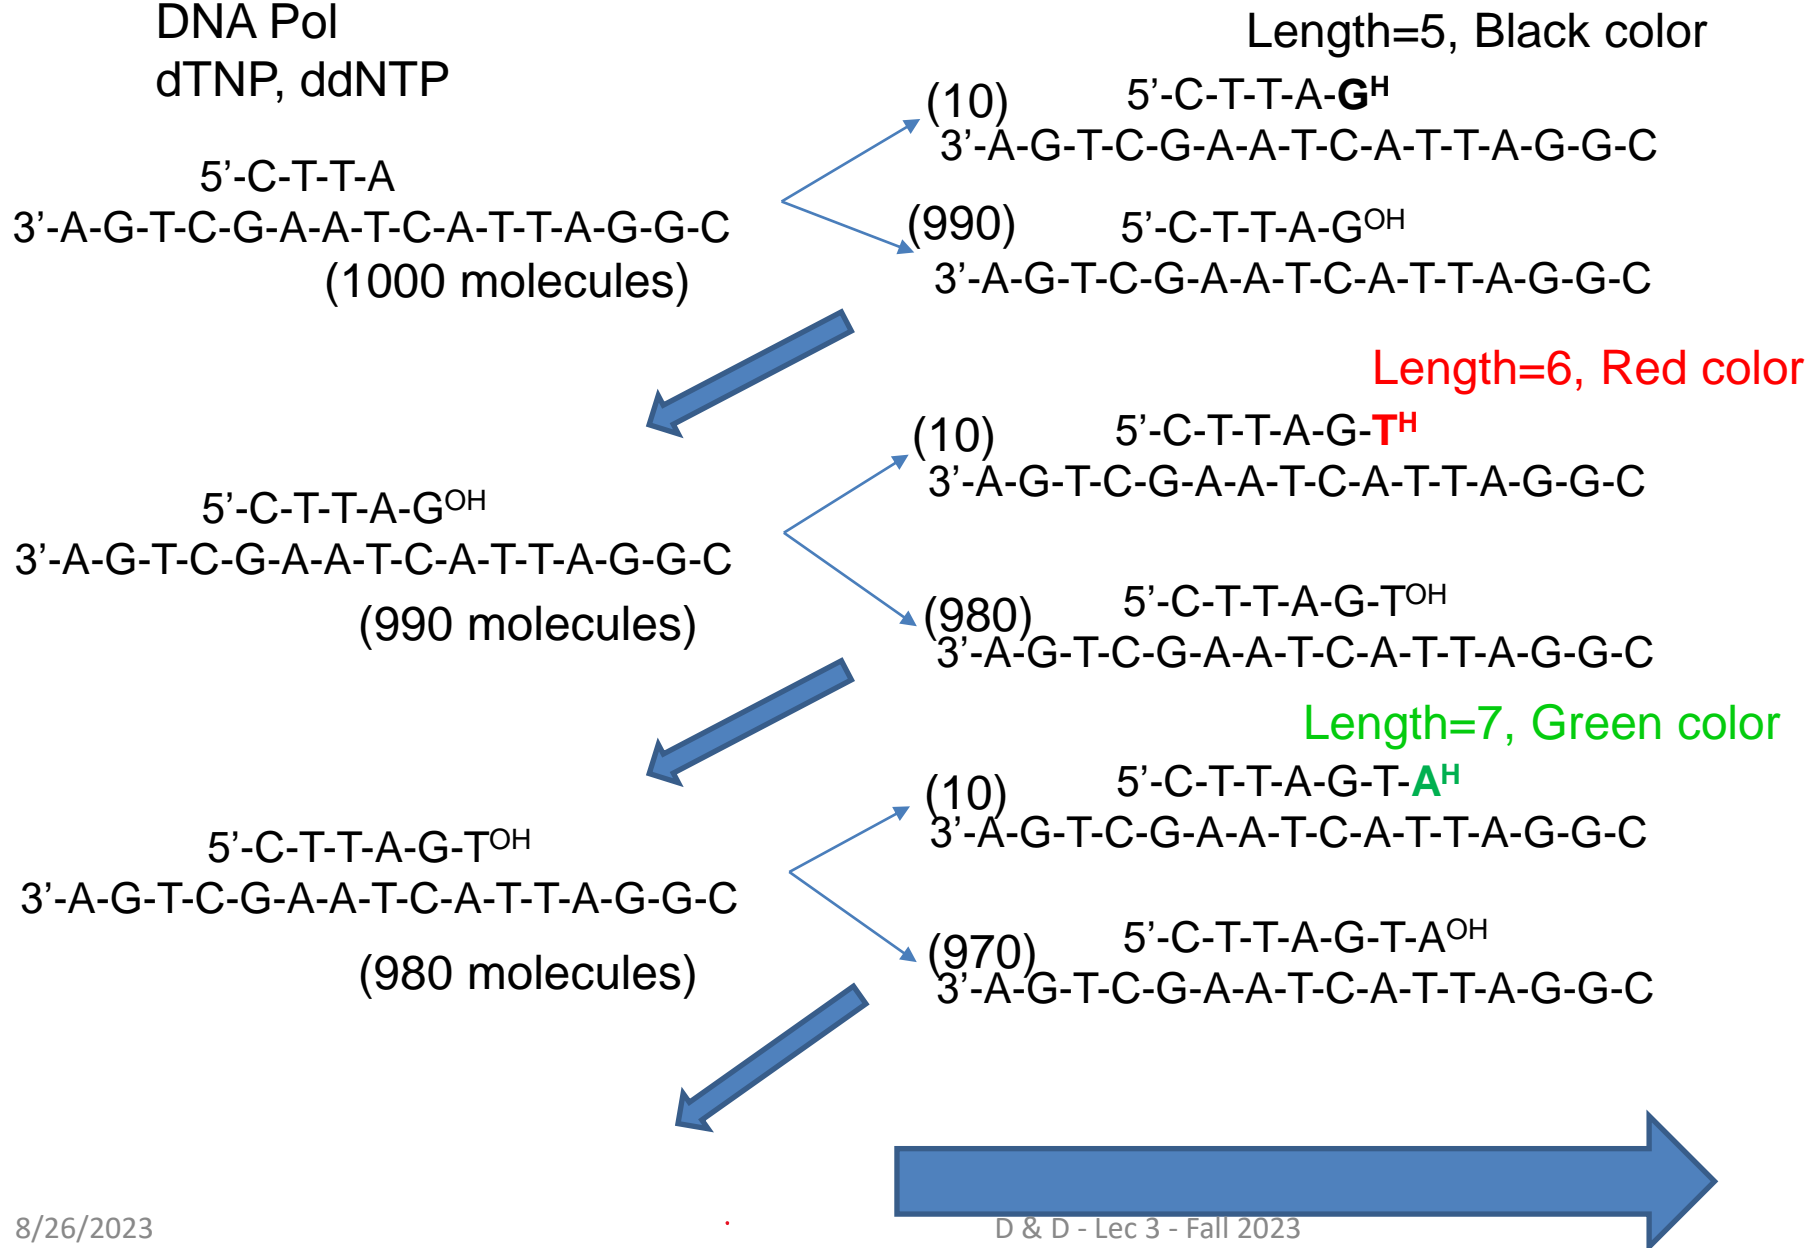 DNA Pol
dTNP, ddNTP
5’-C-T-T-A
3’-A-G-T-C-G-A-A-T-C-A-T-T-A-G-G-C
(1000 molecules)
Length=5, Black color
(10)
5’-C-T-T-A-Gᴴ
3’-A-G-T-C-G-A-A-T-C-A-T-T-A-G-G-C
(990)
5’-C-T-T-A-Gᴼᴴ
3’-A-G-T-C-G-A-A-T-C-A-T-T-A-G-G-C
5’-C-T-T-A-Gᴼᴴ
3’-A-G-T-C-G-A-A-T-C-A-T-T-A-G-G-C
(990 molecules)
Length=6, Red color
(10)
5’-C-T-T-A-G-Tᴴ
3’-A-G-T-C-G-A-A-T-C-A-T-T-A-G-G-C
(980)
5’-C-T-T-A-G-Tᴼᴴ
3’-A-G-T-C-G-A-A-T-C-A-T-T-A-G-G-C
5’-C-T-T-A-G-Tᴼᴴ
3’-A-G-T-C-G-A-A-T-C-A-T-T-A-G-G-C
(980 molecules)
Length=7, Green color
(10)
5’-C-T-T-A-G-T-Aᴴ
3’-A-G-T-C-G-A-A-T-C-A-T-T-A-G-G-C
(970)
5’-C-T-T-A-G-T-Aᴼᴴ
3’-A-G-T-C-G-A-A-T-C-A-T-T-A-G-G-C
8/26/2023
D & D - Lec 3 - Fall 2023